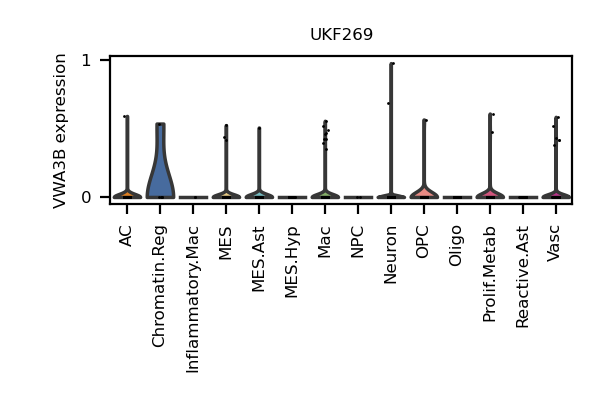 UKF269
VWA3B expression
1
0
AC
Chromatin.Reg
Inflammatory.Mac
MES
MES.Ast
MES.Hyp
Mac
NPC
Neuron
OPC
Oligo
Prolif.Metab
Reactive.Ast
Vasc